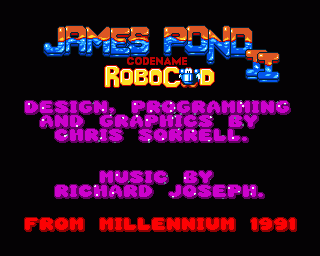 JAMES POND II
CODENAME
ROBOCOD
DESIGN, PROGRAMMING
AND GRAPHICS BY
CHRIS SORRELL.
MUSIC BY
RICHARD JOSEPH.
FROM MILLENNIUM 1991